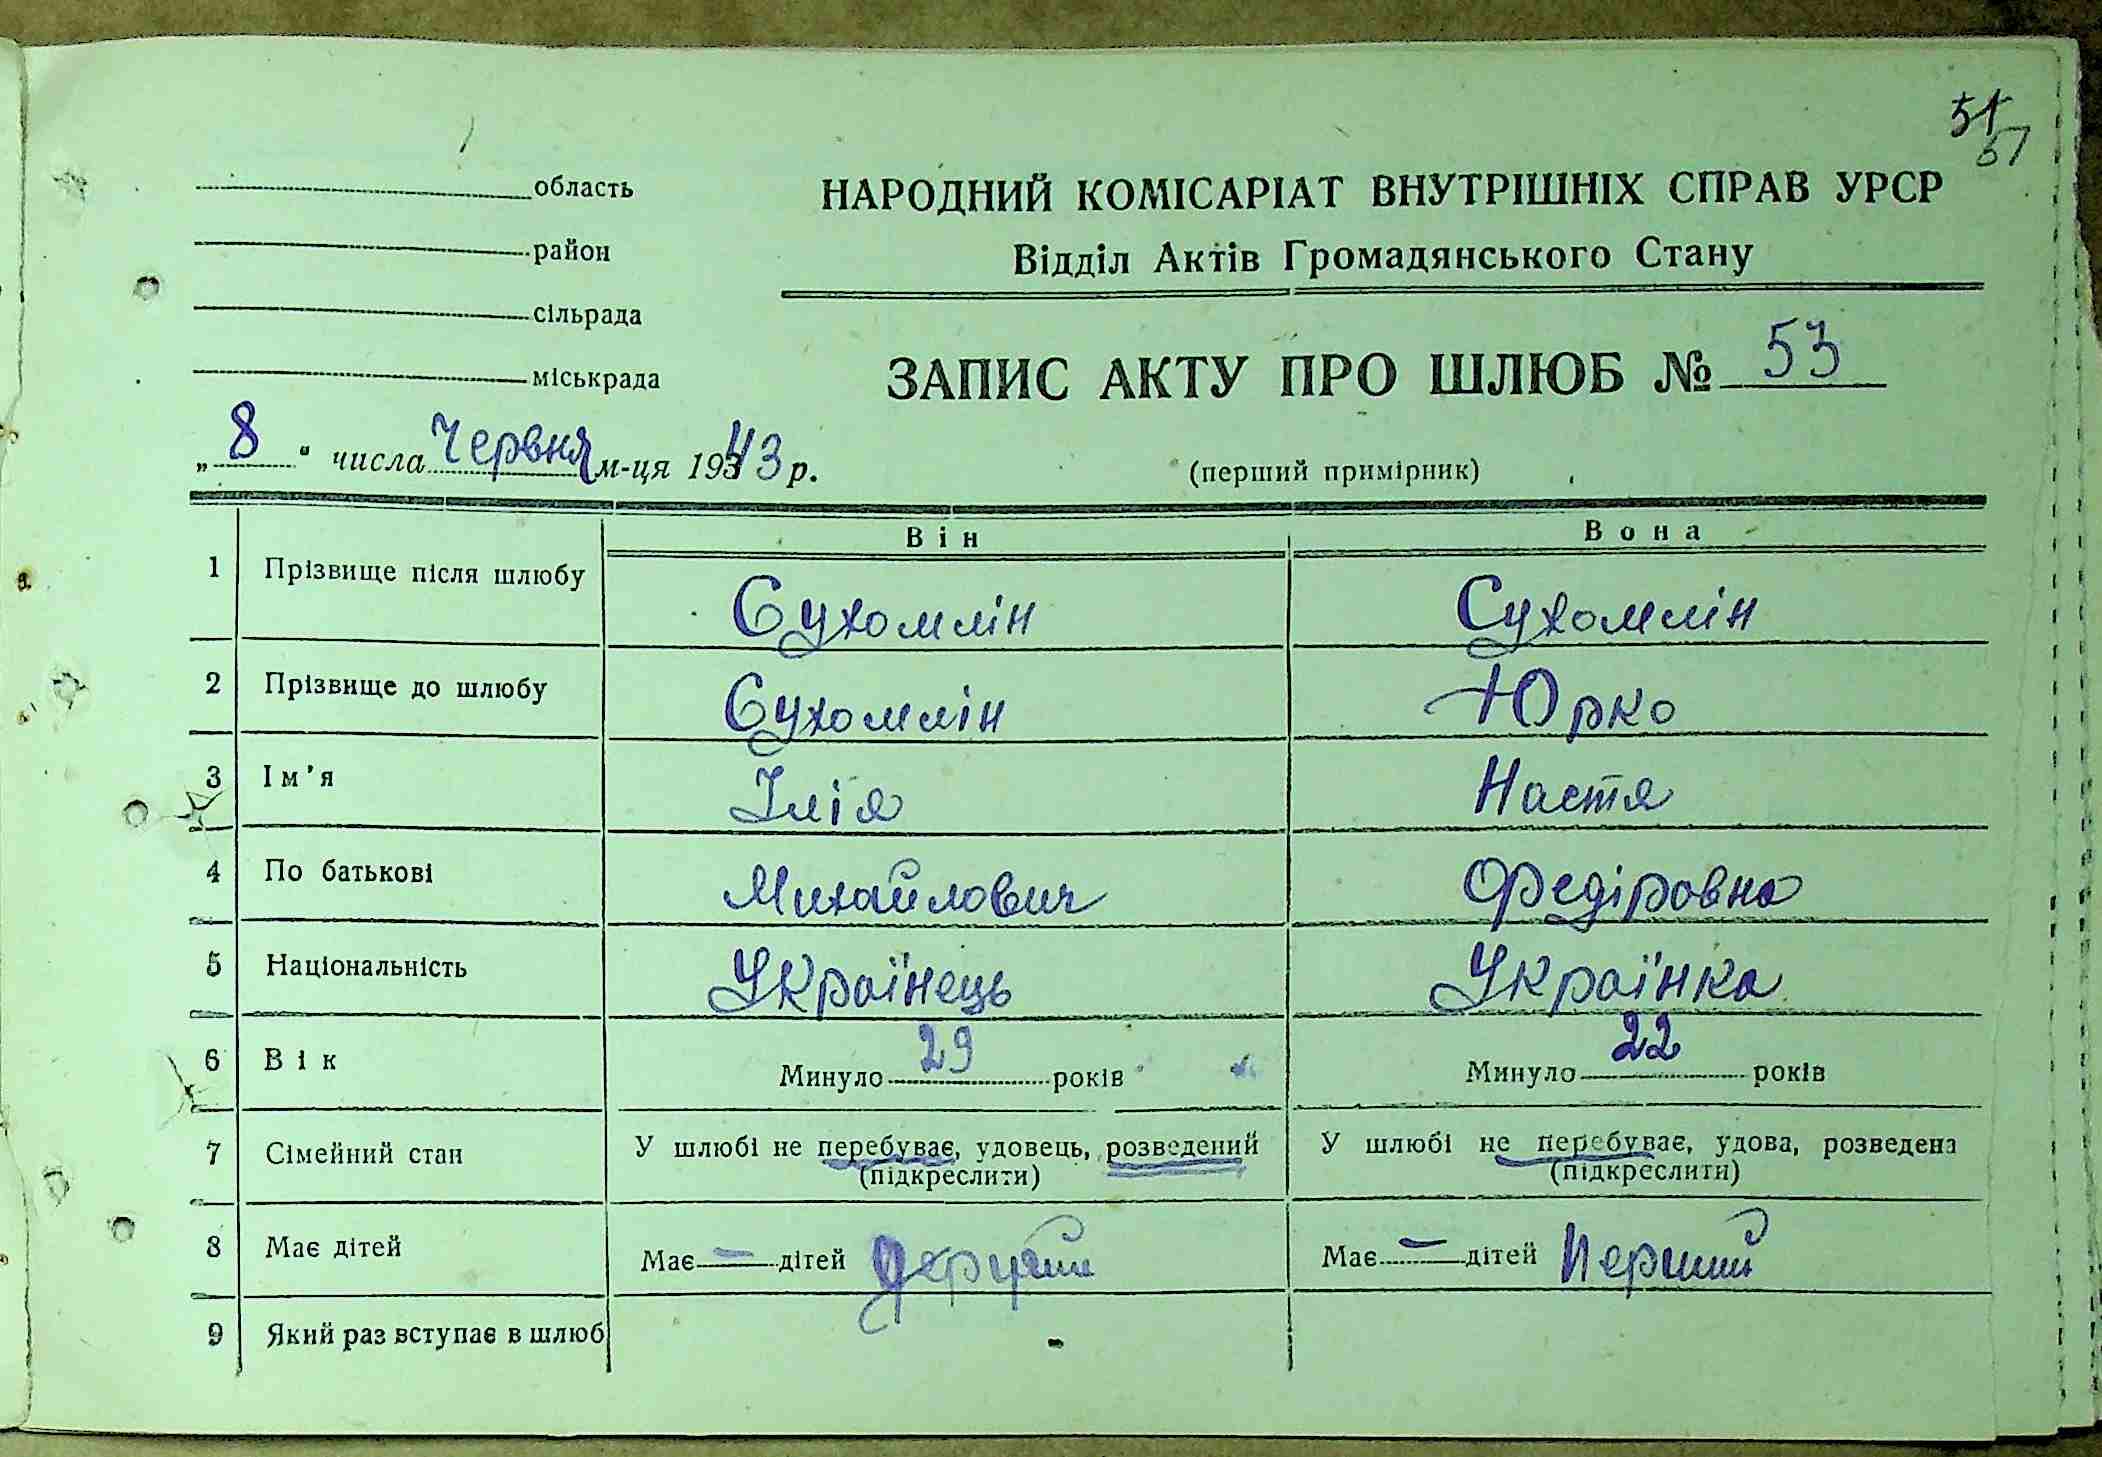 51
57
область
район
сільрада
міськрада
НАРОДНИЙ КОМІСАРІАТ ВНУТРІШНІХ СПРАВ УРСР
Відділ Актів Громадянського Стану
ЗАПИС АКТУ ПРО ШЛЮБ № 53
„8“ числа Червня м-ця 1943 р.
(перший примірник)
Він Вона
1 Прізвище після шлюбу Сухомлін Сухомлін
2 Прізвище до шлюбу Сухомлін Юрко
3 Ім'я Ілія Настя
4 По батькові Михайлович Федіровна
5 Національність Українець Українка
6 Вік Минуло 29 років Минуло 22 років
7 Сімейний стан У шлюбі не перебуває, удовець, розведений У шлюбі не перебуває, удова, розведена
(підкреслити) (підкреслити)
8 Має дітей Має — дітей Має — дітей Перший
9 Який раз вступає в шлюб -